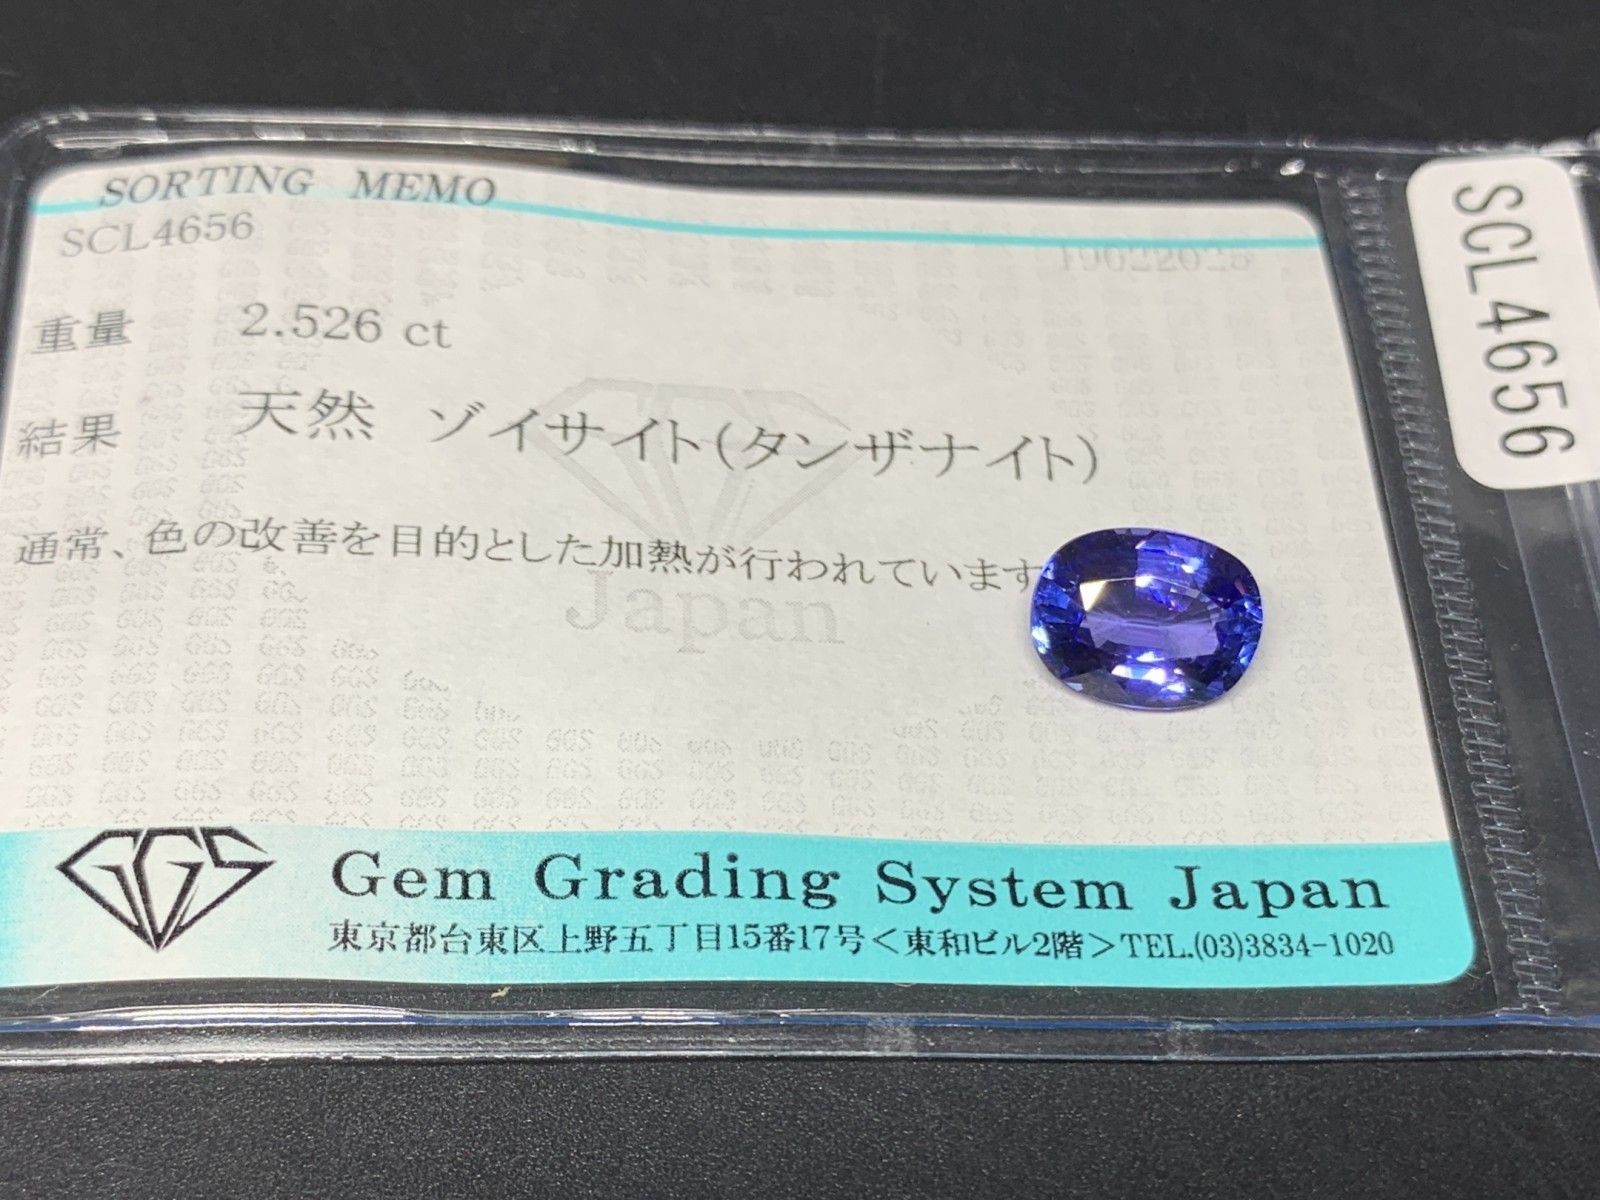 SORTING MEMO
SCL4656
重量 2.526 ct
結果 天然 ゾイサイト(タンザナイト)
通常、色の改善を目的とした加熱が行われています
Japan
GGS Gem Grading System Japan
東京都台東区上野五丁目15番17号<東和ビル2階>TEL.(03)3834-1020
SCL4656